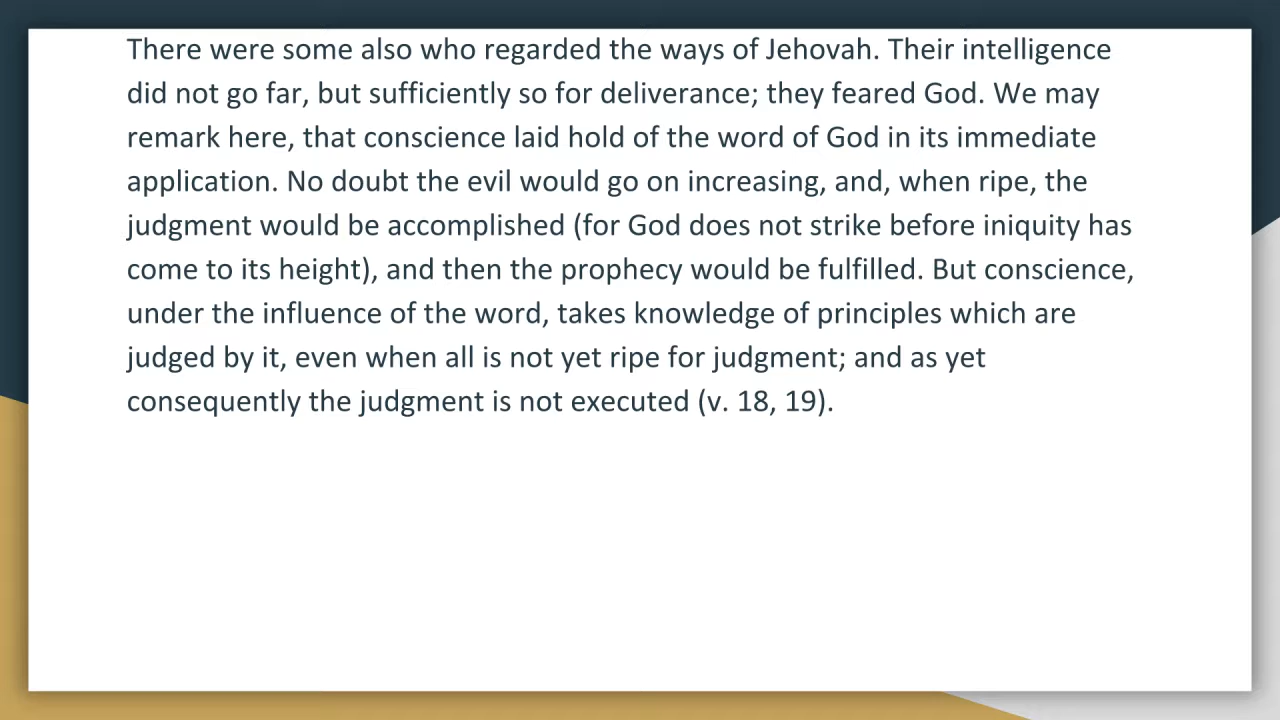 There were some also who regarded the ways of Jehovah. Their intelligence
did not go far, but sufficiently so for deliverance; they feared God. We may
remark here, that conscience laid hold of the word of God in its immediate
application. No doubt the evil would go on increasing, and, when ripe, the
judgment would be accomplished (for God does not strike before iniquity has
come to its height), and then the prophecy would be fulfilled. But conscience,
under the influence of the word, takes knowledge of principles which are
judged by it, even when all is not yet ripe for judgment; and as yet
consequently the judgment is not executed (v. 18, 19).